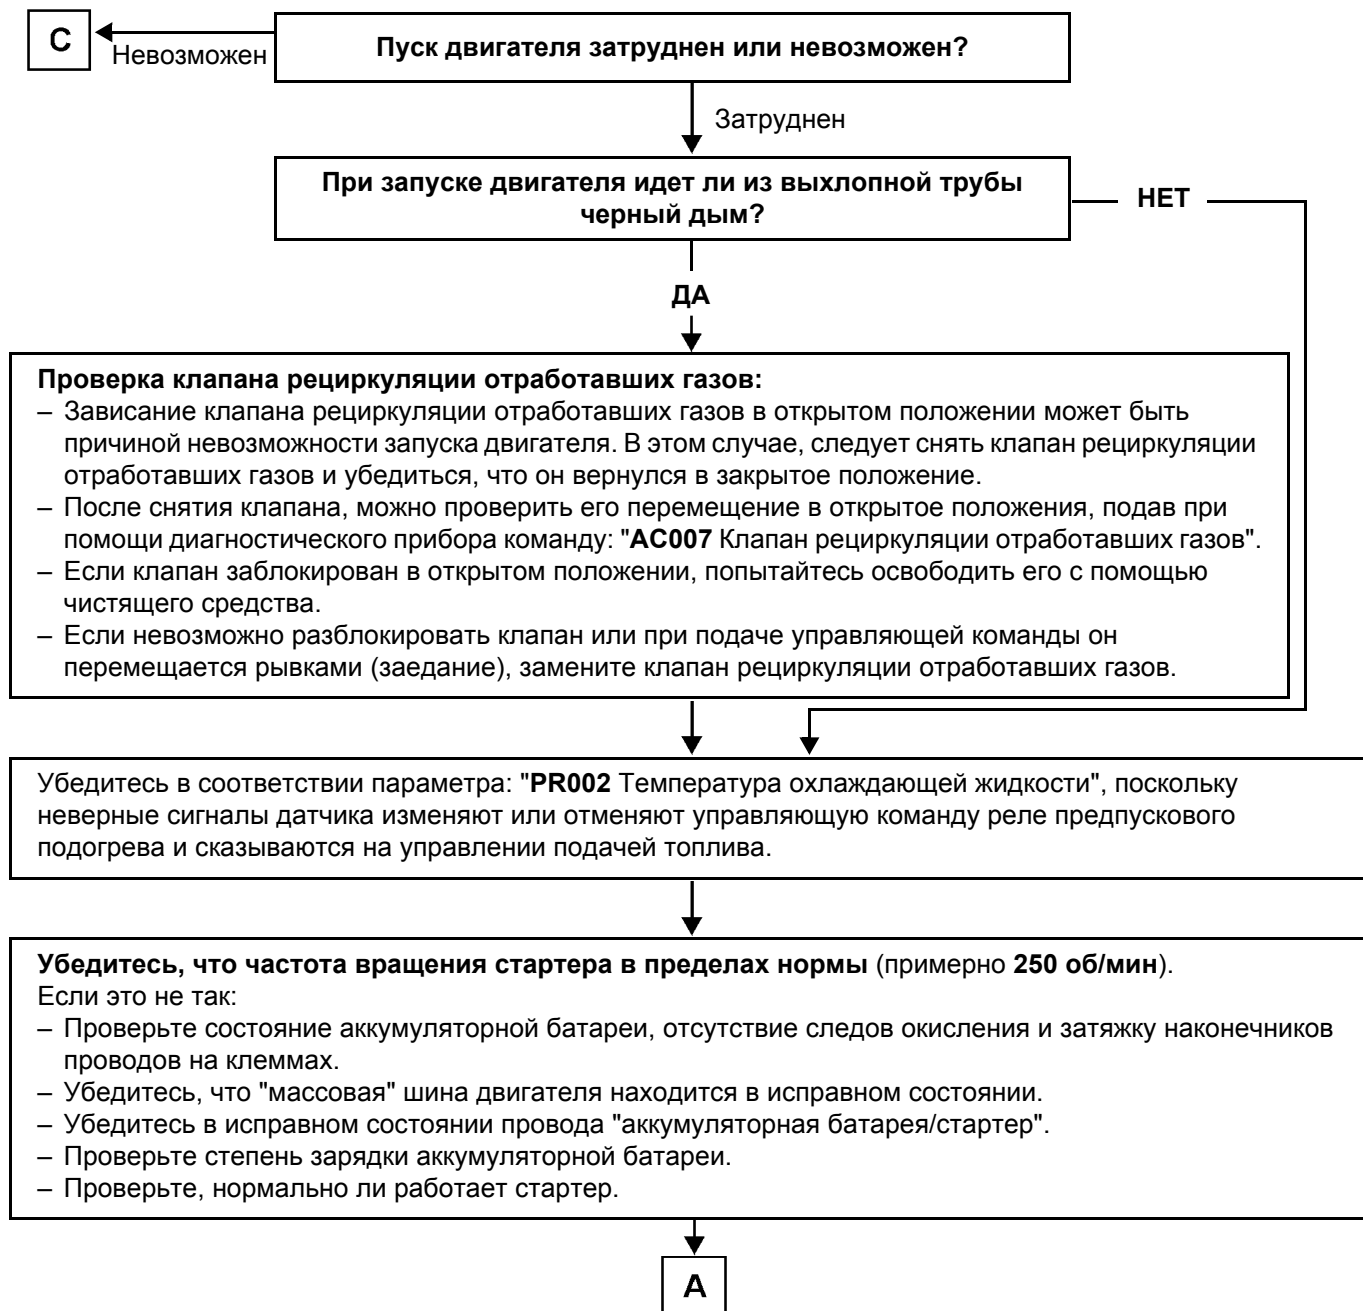 С
Невозможен
Пуск двигателя затруднен или невозможен?
Затруднен
При запуске двигателя идет ли из выхлопной трубы
черный дым?
НЕТ
ДА
Проверка клапана рециркуляции отработавших газов:
– Зависание клапана рециркуляции отработавших газов в открытом положении может быть
причиной невозможности запуска двигателя. В этом случае, следует снять клапан рециркуляции
отработавших газов и убедиться, что он вернулся в закрытое положение.
– После снятия клапана, можно проверить его перемещение в открытое положения, подав при
помощи диагностического прибора команду: "AC007 Клапан рециркуляции отработавших газов".
– Если клапан заблокирован в открытом положении, попытайтесь освободить его с помощью
чистящего средства.
– Если невозможно разблокировать клапан или при подаче управляющей команды он
перемещается рывками (заедание), замените клапан рециркуляции отработавших газов.
Убедитесь в соответствии параметра: "PR002 Температура охлаждающей жидкости", поскольку
неверные сигналы датчика изменяют или отменяют управляющую команду реле предпускового
подогрева и сказываются на управлении подачей топлива.
Убедитесь, что частота вращения стартера в пределах нормы (примерно 250 об/мин).
Если это не так:
– Проверьте состояние аккумуляторной батареи, отсутствие следов окисления и затяжку наконечников
проводов на клеммах.
– Убедитесь, что "массовая" шина двигателя находится в исправном состоянии.
– Убедитесь в исправном состоянии провода "аккумуляторная батарея/стартер".
– Проверьте степень зарядки аккумуляторной батареи.
– Проверьте, нормально ли работает стартер.
А